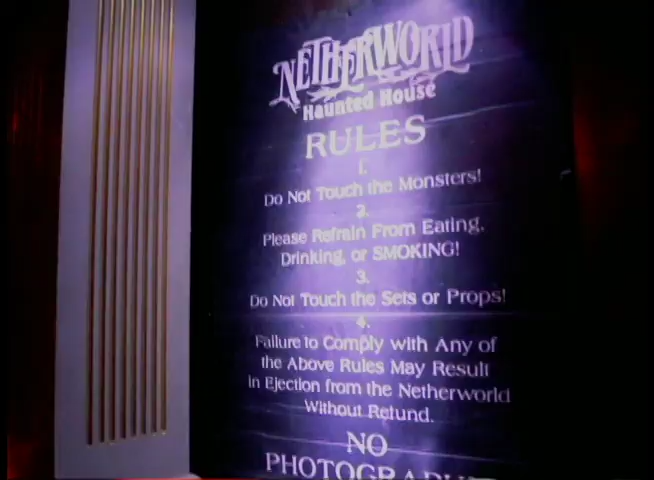 NETHERWORLD
Haunted House
RULES
1.
Do Not Touch the Monsters!
2.
Please Refrain From Eating,
Drinking, or SMOKING!
3.
Do Not Touch the Sets or Props!
4.
Failure to Comply with Any of
the Above Rules May Result
in Ejection from the Netherworld
Without Refund.
NO